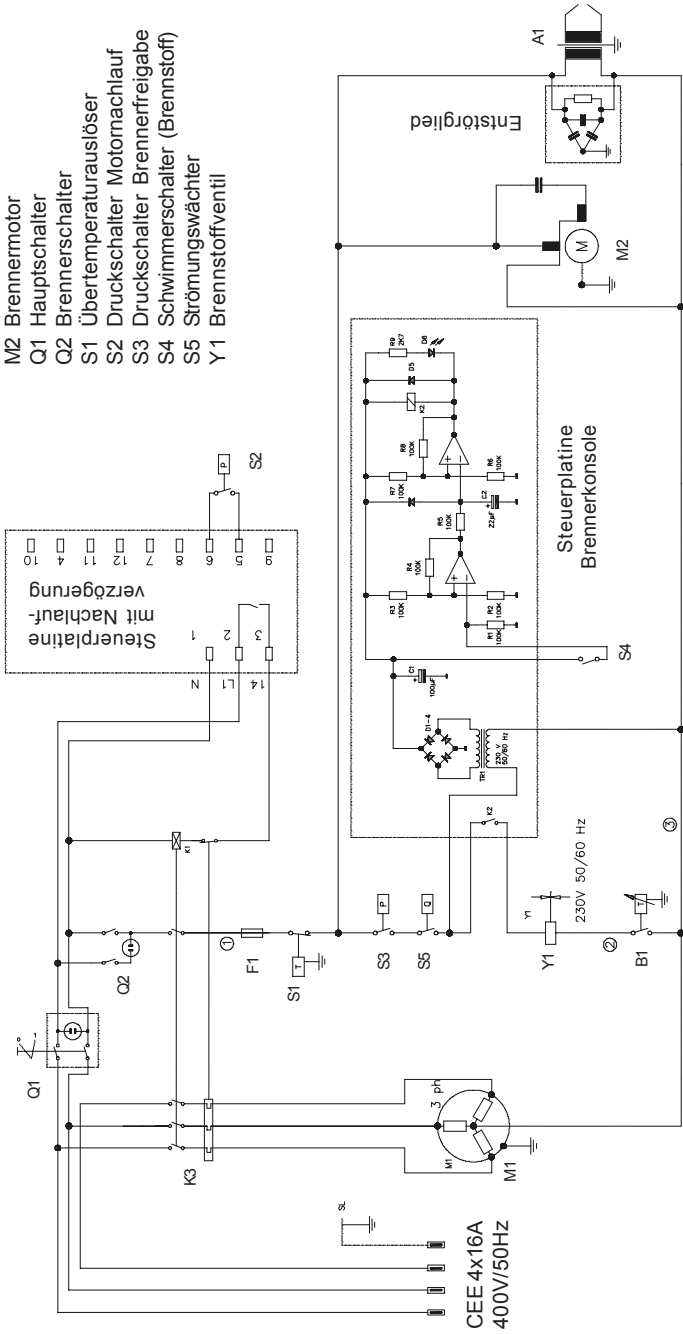 M2 Brennermotor
Q1 Hauptschalter
Q2 Brennerschalter
S1 Übertemperaturauslöser
S2 Druckschalter Motornachlauf
S3 Druckschalter Brennerfreigabe
S4 Schwimmerschalter (Brennstoff)
S5 Strömungswächter
Y1 Brennstoffventil
CEE 4x16A
400V/50Hz
SL
Q1
K3
M1
3 ph
M1
Q2
1
F1
T
S1
K1
N
L1
14
1
2
3
Steuerplatine
mit Nachlauf-
verzögerung
10
4
11
12
7
8
6
5
9
P
S2
P
S3
Q
S5
K2
Y1
Y1
230V 50/60 Hz
2
T
B1
3
D1-4
TR1
230 V
50/60 Hz
C1
+
100µF
S4
R3
100K
R1
100K
R2
100K
R4
100K
+
−
R5
100K
R7
100K
C2
+
22µF
R8
100K
R6
100K
+
−
K2
D5
R9
2K7
D6
Steuerplatine
Brennerkonsole
M
M2
Entstörglied
A1